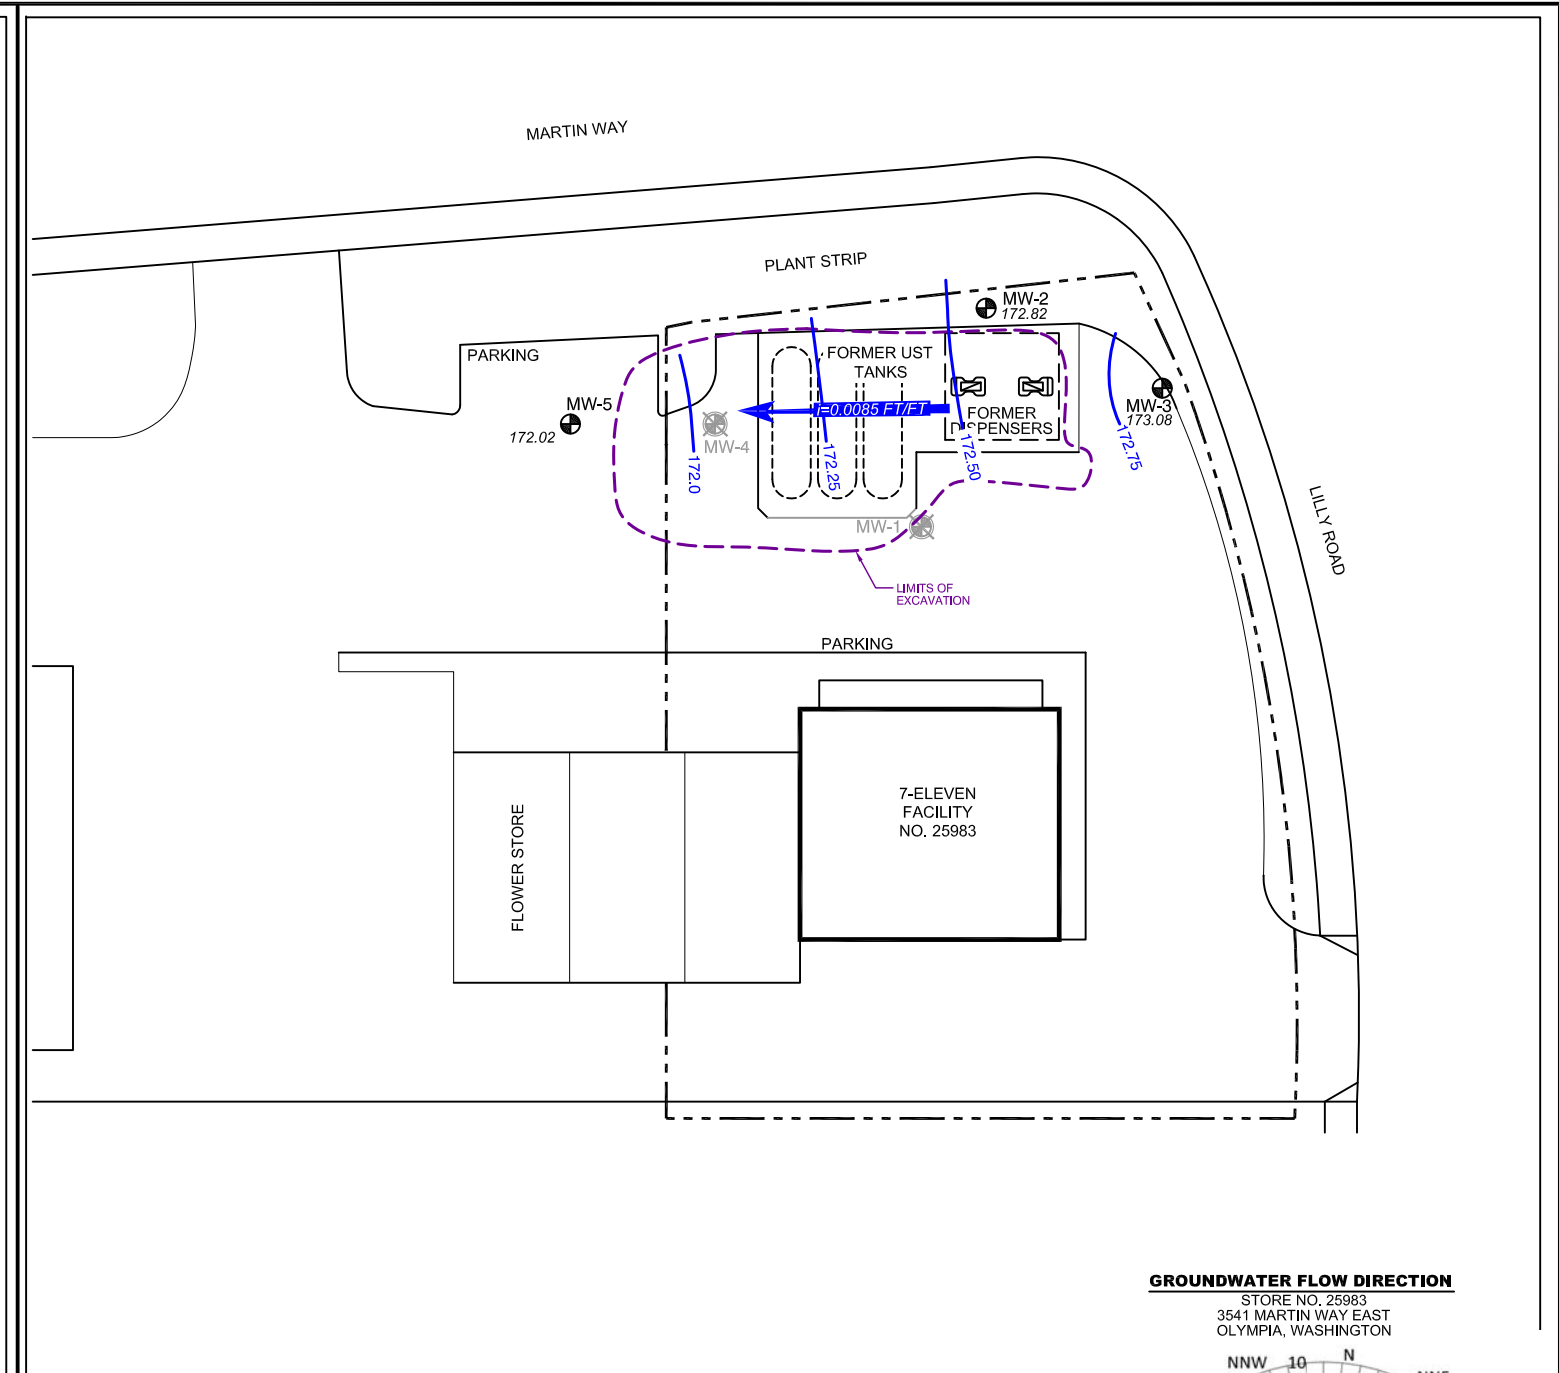 MARTIN WAY
PLANT STRIP
MW-2
172.82
PARKING
FORMER UST
TANKS
MW-5
172.02
MW-4
i=0.0085 FT/FT
FORMER
DISPENSERS
MW-3
173.08
172.0
172.25
172.50
172.75
MW-1
LILLY ROAD
LIMITS OF
EXCAVATION
PARKING
7-ELEVEN
FACILITY
NO. 25983
FLOWER STORE
GROUNDWATER FLOW DIRECTION
STORE NO. 25983
3541 MARTIN WAY EAST
OLYMPIA, WASHINGTON
NNW 10 N